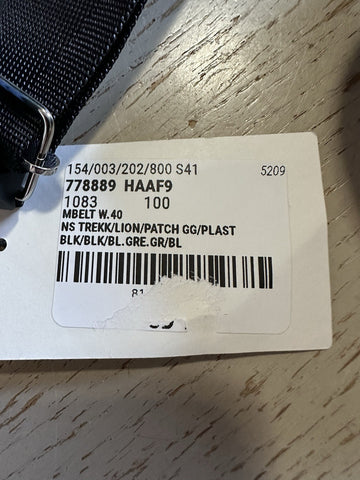 154/003/202/800 S41 5209
778889 HAAF9
1083 100
MBELT W.40
NS TREKK/LION/PATCH GG/PLAST
BLK/BLK/BL.GRE.GR/BL